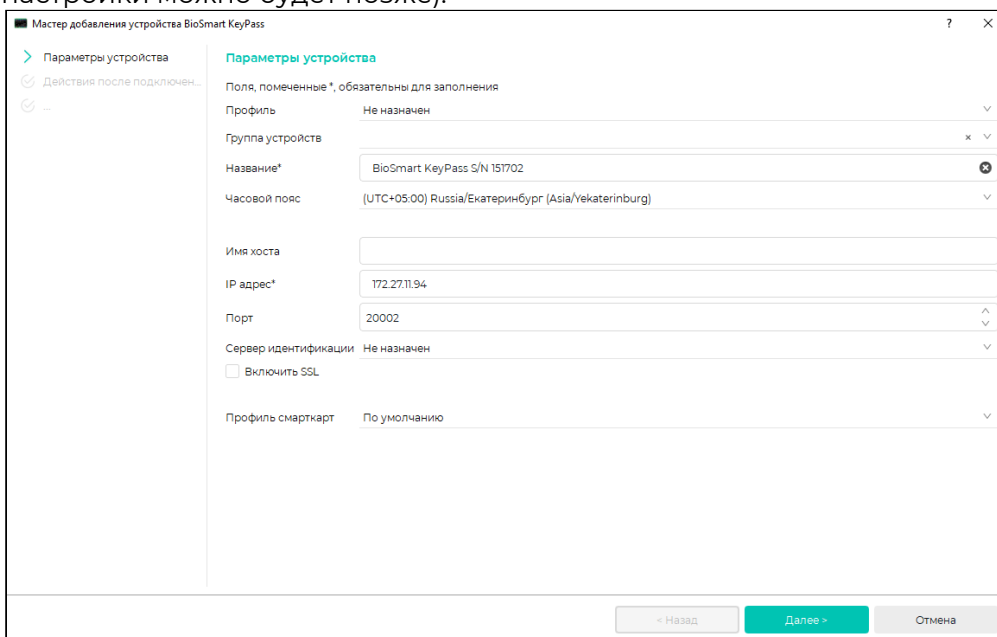 настройки можно будет позже).
Мастер добавления устройства BioSmart KeyPass
Параметры устройства
Действия после подключен...
...
Параметры устройства
Поля, помеченные *, обязательны для заполнения
Профиль Не назначен
Группа устройств
Название* BioSmart KeyPass S/N 151702
Часовой пояс (UTC+05:00) Russia/Екатеринбург (Asia/Yekaterinburg)
Имя хоста
IP адрес* 172.27.11.94
Порт 20002
Сервер идентификации Не назначен
Включить SSL
Профиль смарткарт По умолчанию
< Назад Далее > Отмена